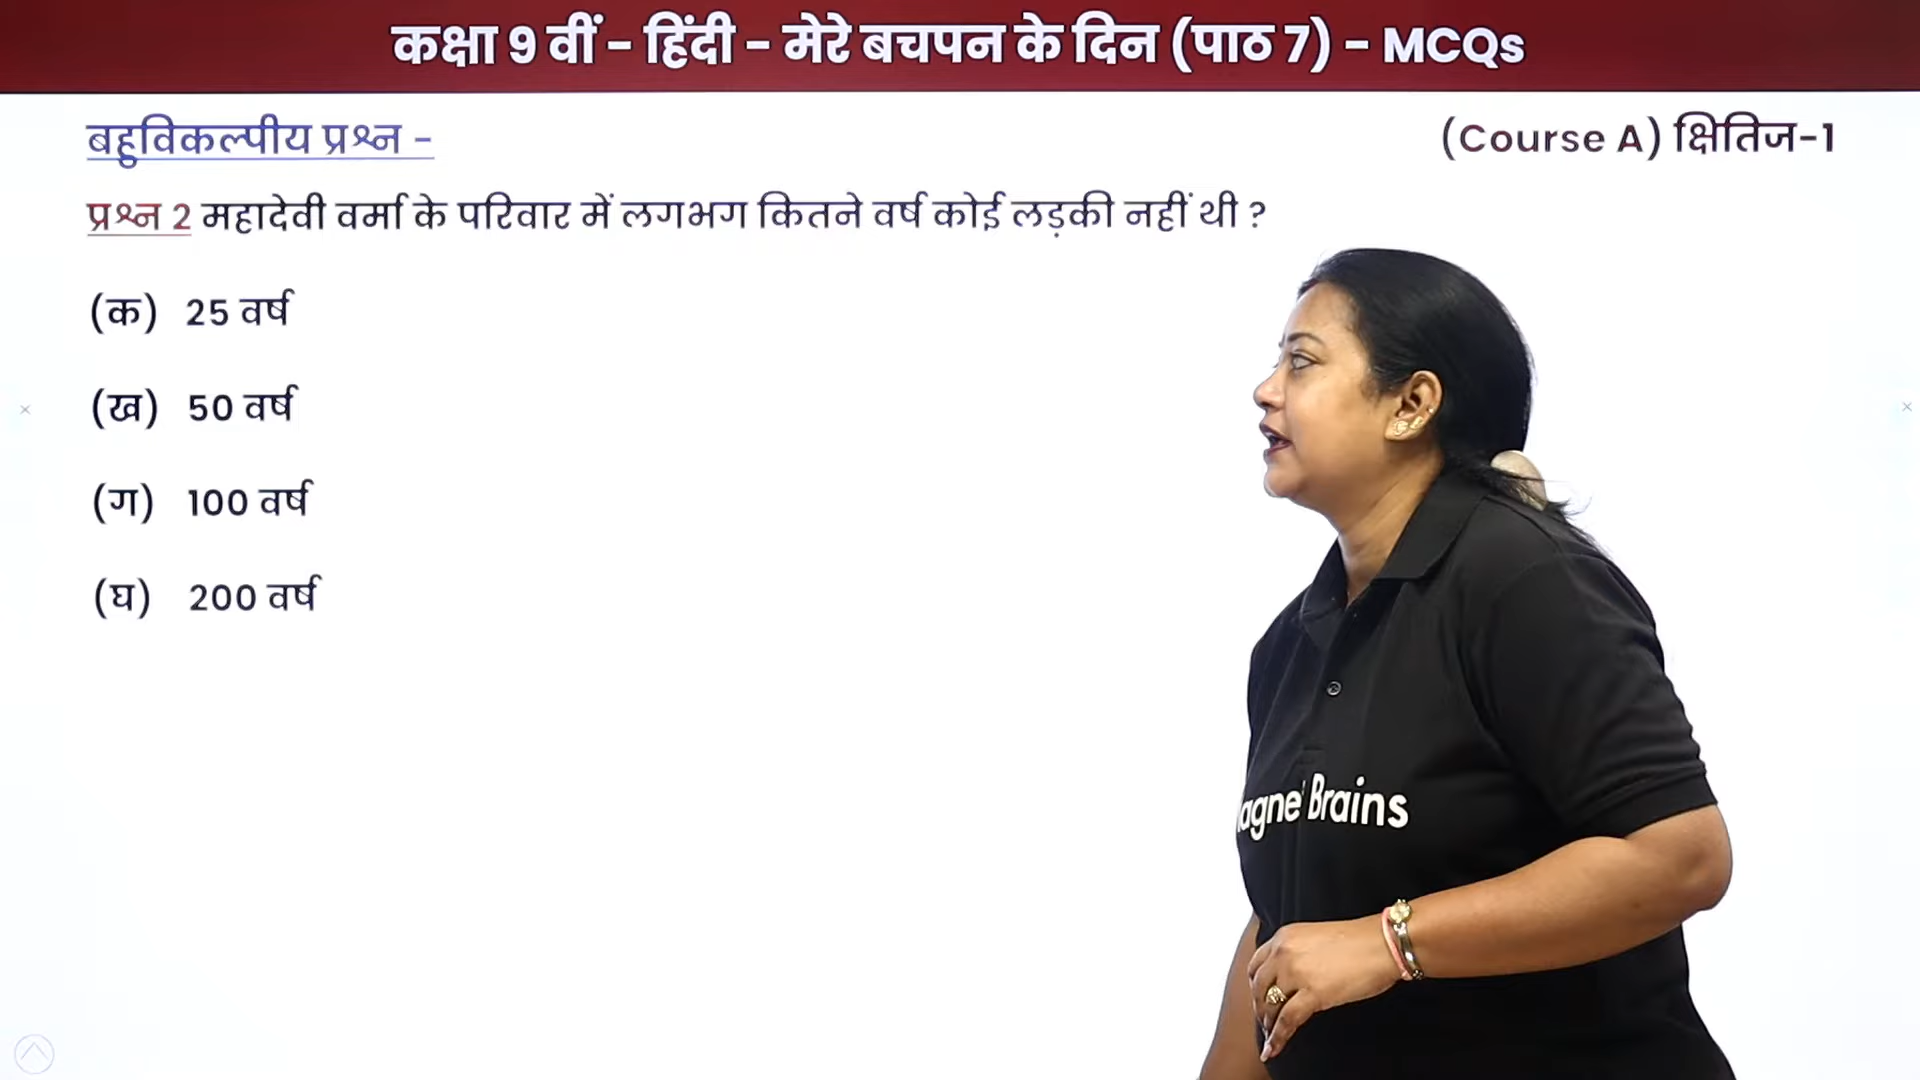 कक्षा 9 वीं - हिंदी - मेरे बचपन के दिन (पाठ 7) - MCQs
बहुविकल्पीय प्रश्न -
(Course A) क्षितिज-1
प्रश्न 2 महादेवी वर्मा के परिवार में लगभग कितने वर्ष कोई लड़की नहीं थी ?
(क) 25 वर्ष
(ख) 50 वर्ष
(ग) 100 वर्ष
(घ) 200 वर्ष
Brains